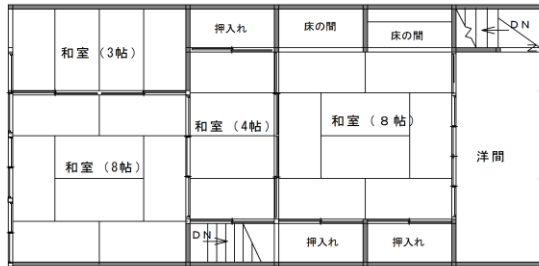 押入れ
床の間
床の間
DN
和室（3帖）
和室（4帖）
和室（８帖）
洋間
和室（8帖）
DN
押入れ
押入れ